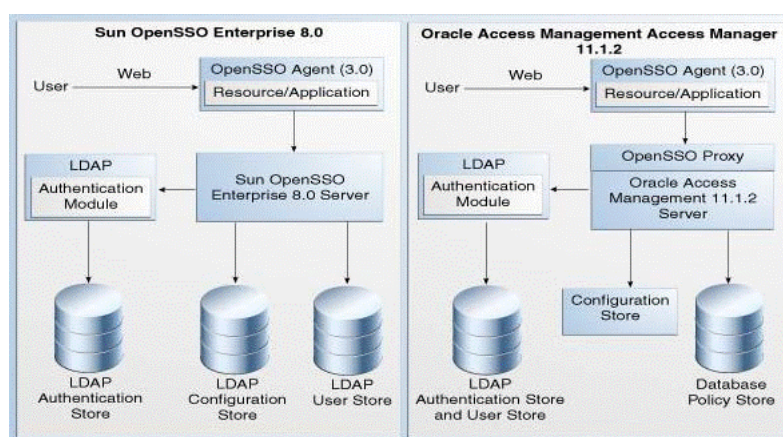 Sun OpenSSO Enterprise 8.0
OpenSSO Agent (3.0)
Resource/Application
User
Web
LDAP
Authentication
Module
Sun OpenSSO
Enterprise 8.0 Server
LDAP
Authentication
Store
LDAP
Configuration
Store
LDAP
User Store
Oracle Access Management Access Manager
11.1.2
OpenSSO Agent (3.0)
Resource/Application
User
Web
OpenSSO Proxy
Oracle Access
Management 11.1.2
Server
LDAP
Authentication
Module
Configuration
Store
LDAP
Authentication Store
and User Store
Database
Policy Store